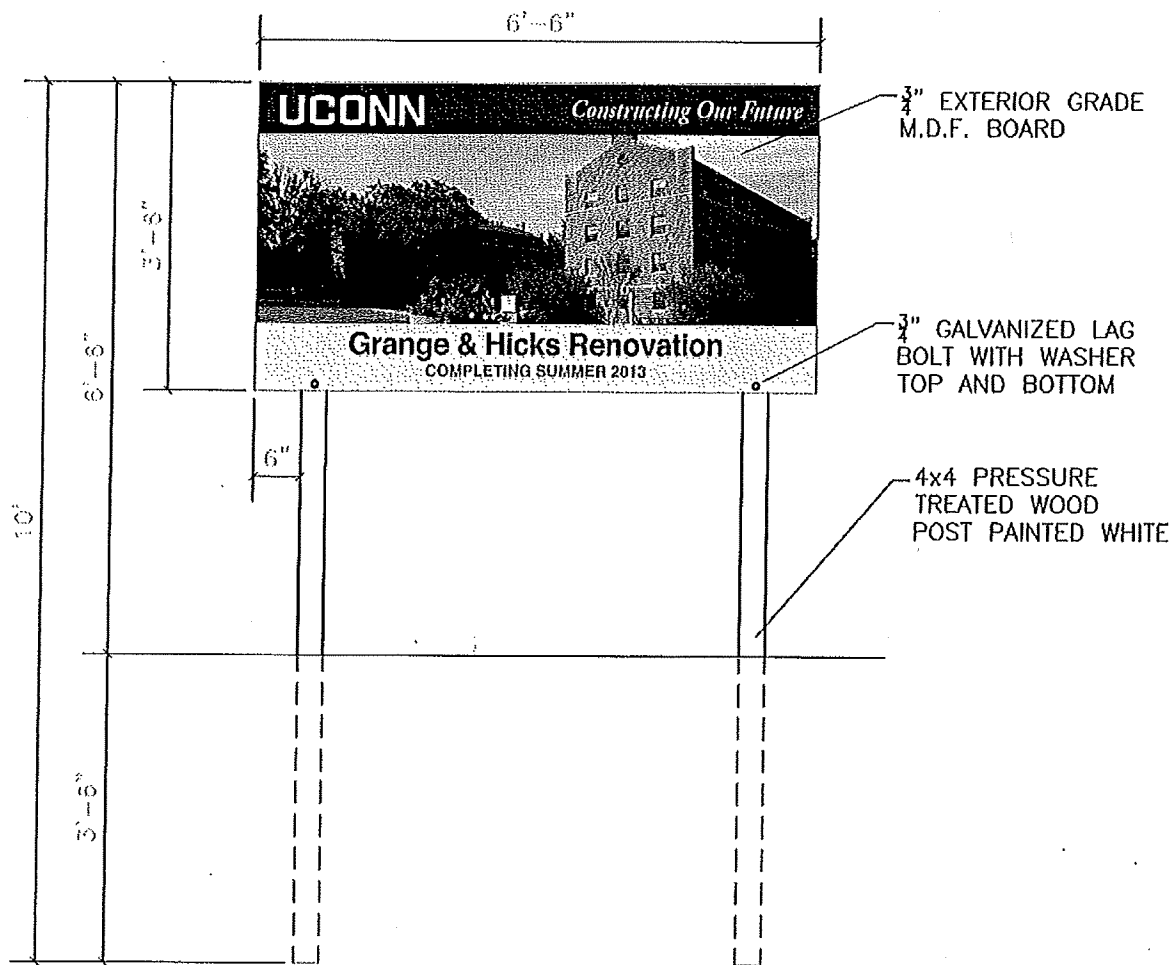 6'-6"
UCONN
Constructing Our Future
3/4" EXTERIOR GRADE
M.D.F. BOARD
3'-6"
6'-6"
10'
Grange & Hicks Renovation
COMPLETING SUMMER 2013
3/4" GALVANIZED LAG
BOLT WITH WASHER
TOP AND BOTTOM
6"
4x4 PRESSURE
TREATED WOOD
POST PAINTED WHITE
3'-6"